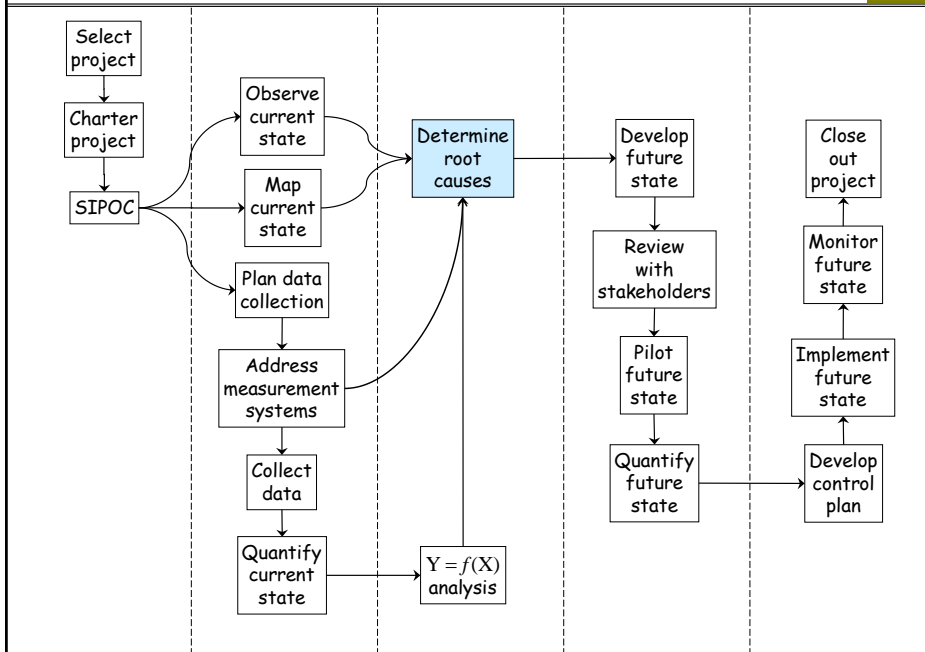 Select
project
Charter
project
SIPOC
Observe
current
state
Map
current
state
Plan data
collection
Address
measurement
systems
Collect
data
Quantify
current
state
Determine
root
causes
Y = f(X)
analysis
Develop
future
state
Review
with
stakeholders
Pilot
future
state
Quantify
future
state
Close
out
project
Monitor
future
state
Implement
future
state
Develop
control
plan